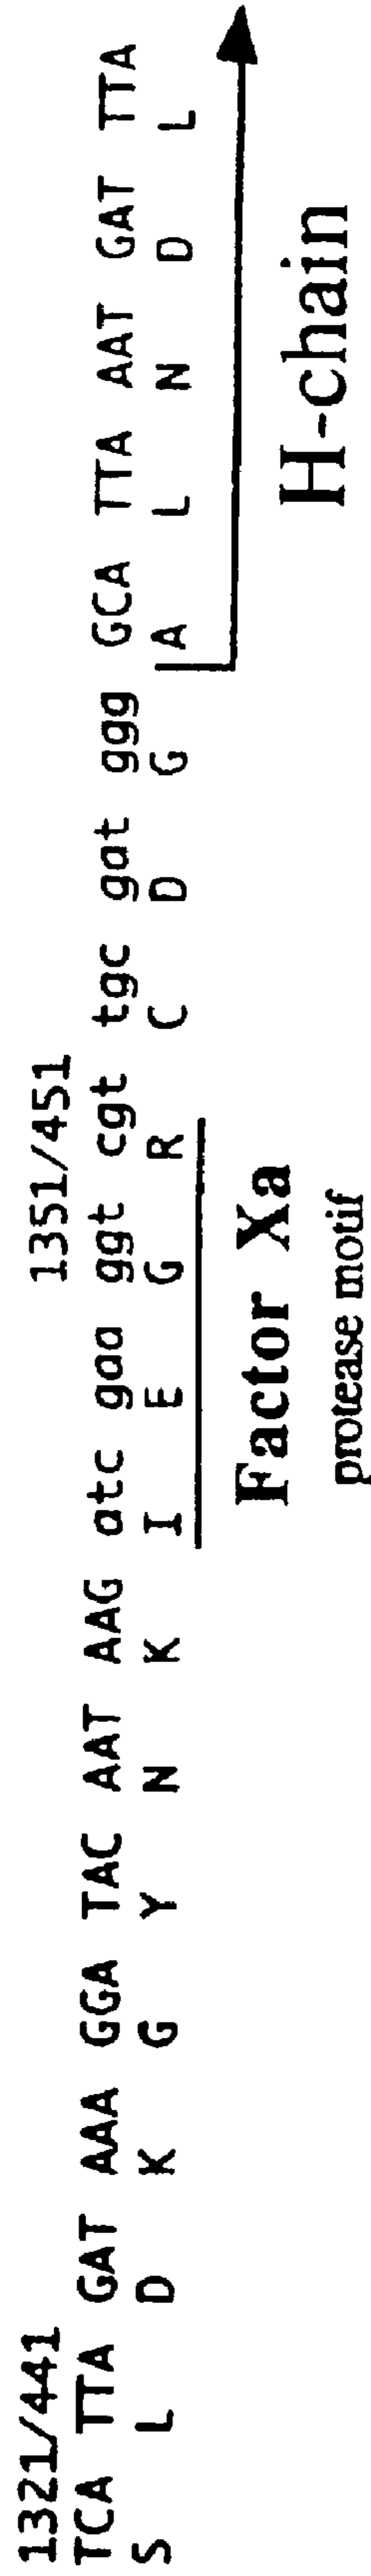 1321/441 1351/451
TCA TTA GAT AAA GGA TAC AAT AAG atc gaa ggt cgt tgc gat ggg GCA TTA AAT GAT TTA
S L D K G Y N K I E G R C D G A L N D L
Factor Xa H-chain
protease motif